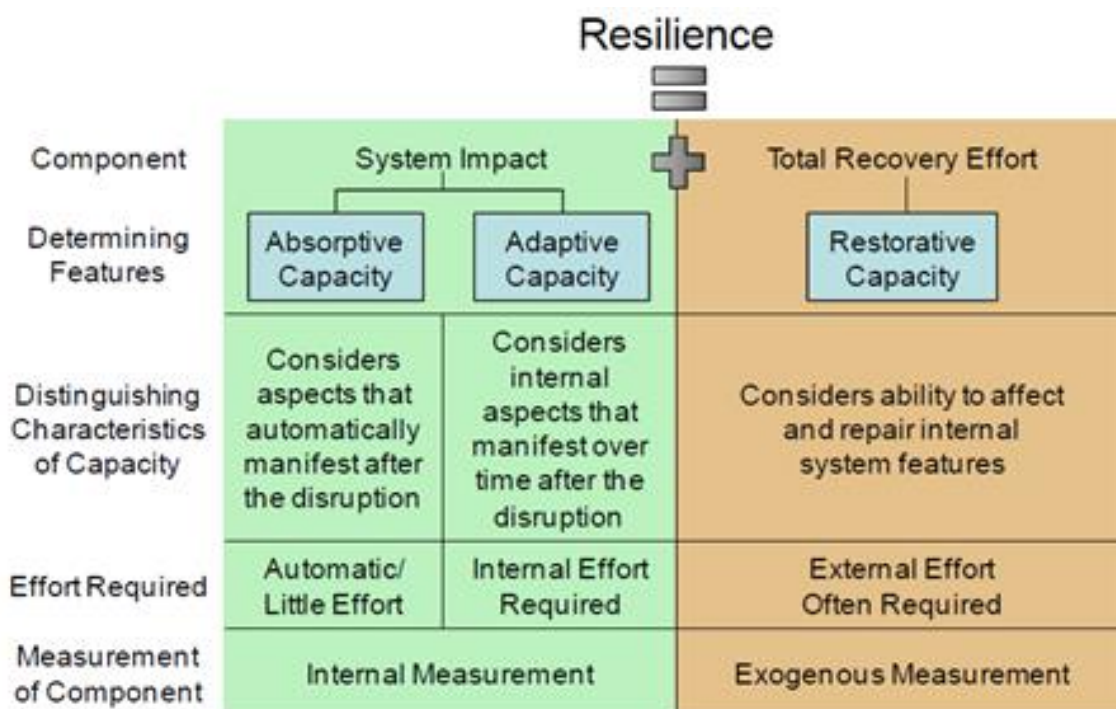 Resilience
Component
System Impact
Total Recovery Effort
Determining
Features
Absorptive
Capacity
Adaptive
Capacity
Restorative
Capacity
Distinguishing
Characteristics
of Capacity
Considers
aspects that
automatically
manifest after
the disruption
Considers
internal
aspects that
manifest over
time after the
disruption
Considers ability to affect
and repair internal
system features
Effort Required
Automatic/
Little Effort
Internal Effort
Required
External Effort
Often Required
Measurement
of Component
Internal Measurement
Exogenous Measurement